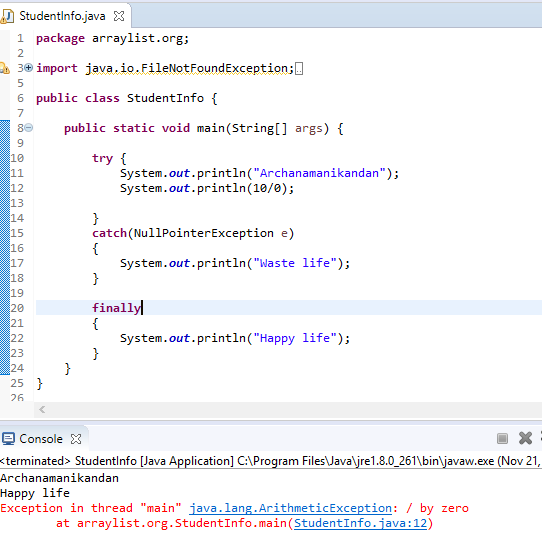 StudentInfo.java
1 package arraylist.org;
2
3 import java.io.FileNotFoundException;
5
6 public class StudentInfo {
7
8 public static void main(String[] args) {
9
10 try {
11 System.out.println("Archanamanikandan");
12 System.out.println(10/0);
13
14 }
15 catch(NullPointerException e)
16 {
17 System.out.println("Waste life");
18 }
19
20 finally
21 {
22 System.out.println("Happy life");
23 }
24 }
25 }
26
Console
<terminated> StudentInfo [Java Application] C:\Program Files\Java\jre1.8.0_261\bin\javaw.exe (Nov 21,
Archanamanikandan
Happy life
Exception in thread "main" java.lang.ArithmeticException: / by zero
at arraylist.org.StudentInfo.main(StudentInfo.java:12)